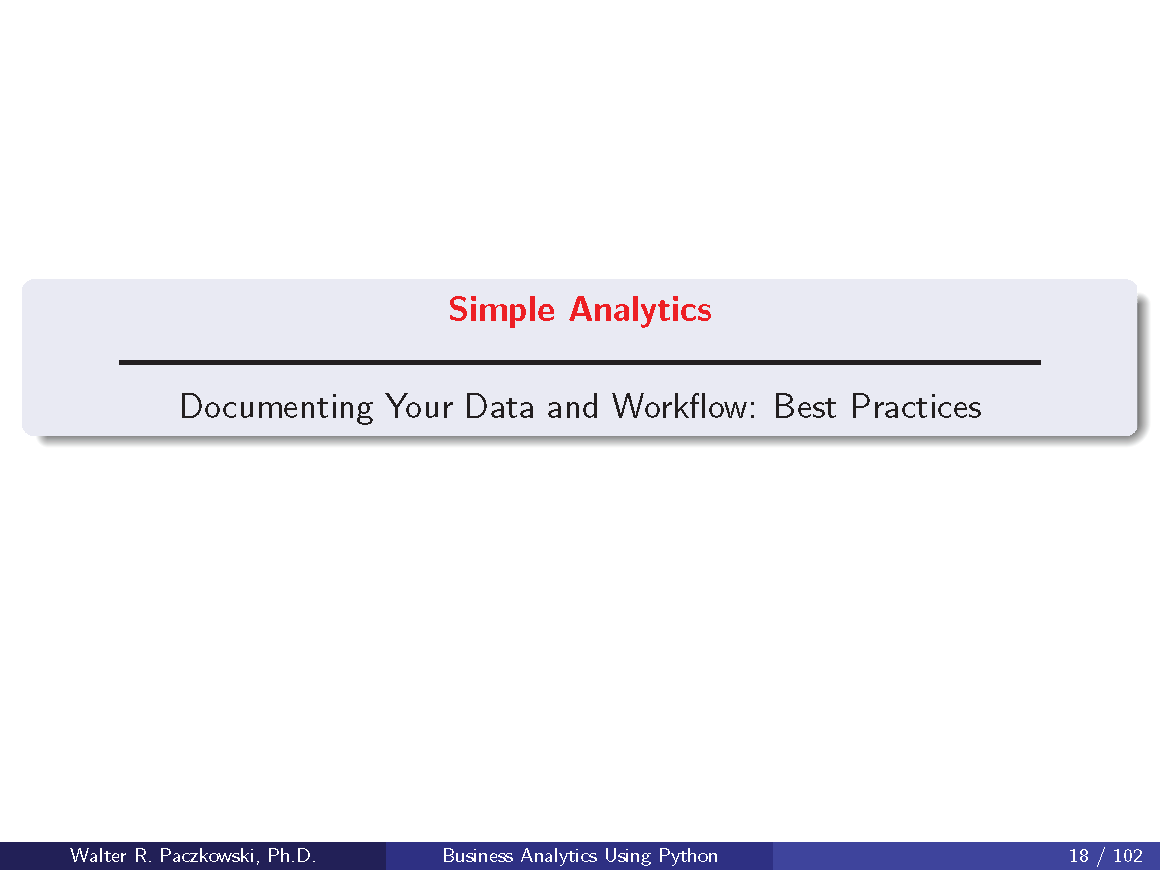 Simple Analytics
Documenting Your Data and Workflow: Best Practices
Walter R. Paczkowski, Ph.D. Business Analytics Using Python 18 / 102